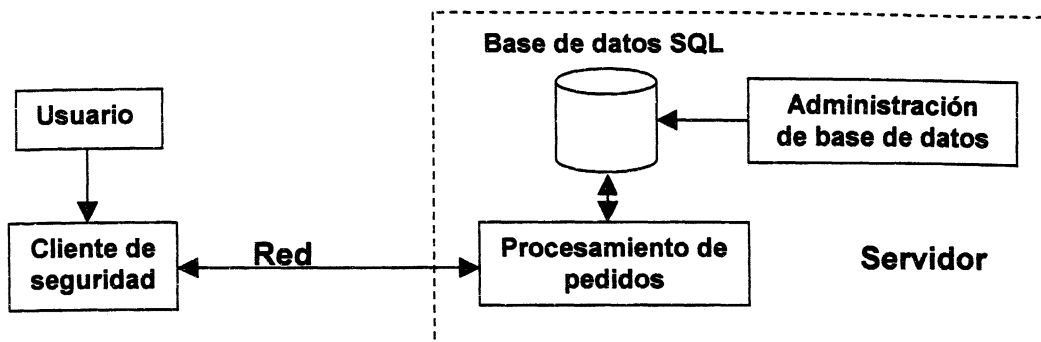 Base de datos SQL
Usuario
Administración
de base de datos
Cliente de
seguridad
Red
Procesamiento de
pedidos
Servidor